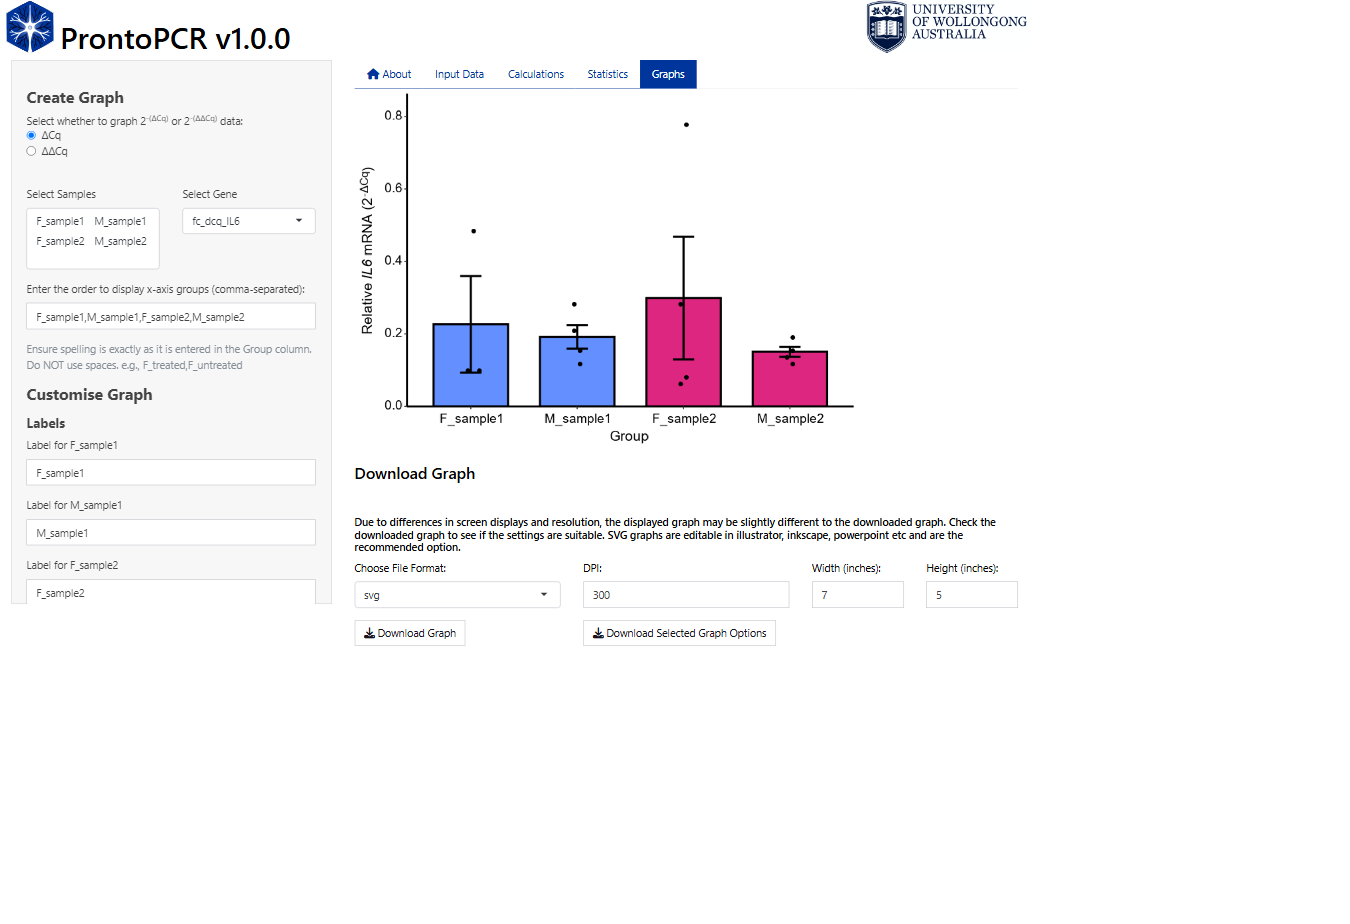 ProntoPCR v1.0.0
UNIVERSITY
OF WOLLONGONG
AUSTRALIA
About
Input Data
Calculations
Statistics
Graphs
Create Graph
Select whether to graph 2^-(ΔCq) or 2^-(ΔΔCq) data:
ΔCq
ΔΔCq
Select Samples
Select Gene
F_sample1 M_sample1
F_sample2 M_sample2
fc_dcq_IL6
Enter the order to display x-axis groups (comma-separated):
F_sample1,M_sample1,F_sample2,M_sample2
Ensure spelling is exactly as it is entered in the Group column.
Do NOT use spaces. e.g., F_treated,F_untreated
Customise Graph
Labels
Label for F_sample1
F_sample1
Label for M_sample1
M_sample1
Label for F_sample2
F_sample2
Relative IL6 mRNA (2^-ΔCq)
0.8
0.6
0.4
0.2
0.0
F_sample1
M_sample1
F_sample2
M_sample2
Group
Download Graph
Due to differences in screen displays and resolution, the displayed graph may be slightly different to the downloaded graph. Check the
downloaded graph to see if the settings are suitable. SVG graphs are editable in illustrator, inkscape, powerpoint etc and are the
recommended option.
Choose File Format:
DPI:
Width (inches):
Height (inches):
svg
300
7
5
Download Graph
Download Selected Graph Options